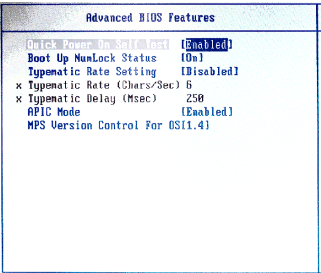 Advanced BIOS Features
Quick Power On Self Test [Enabled]
Boot Up NumLock Status [On]
Typematic Rate Setting [Disabled]
x Typematic Rate (Chars/Sec) 6
x Typematic Delay (Msec) 250
APIC Mode [Enabled]
MPS Version Control For OS[1.4]